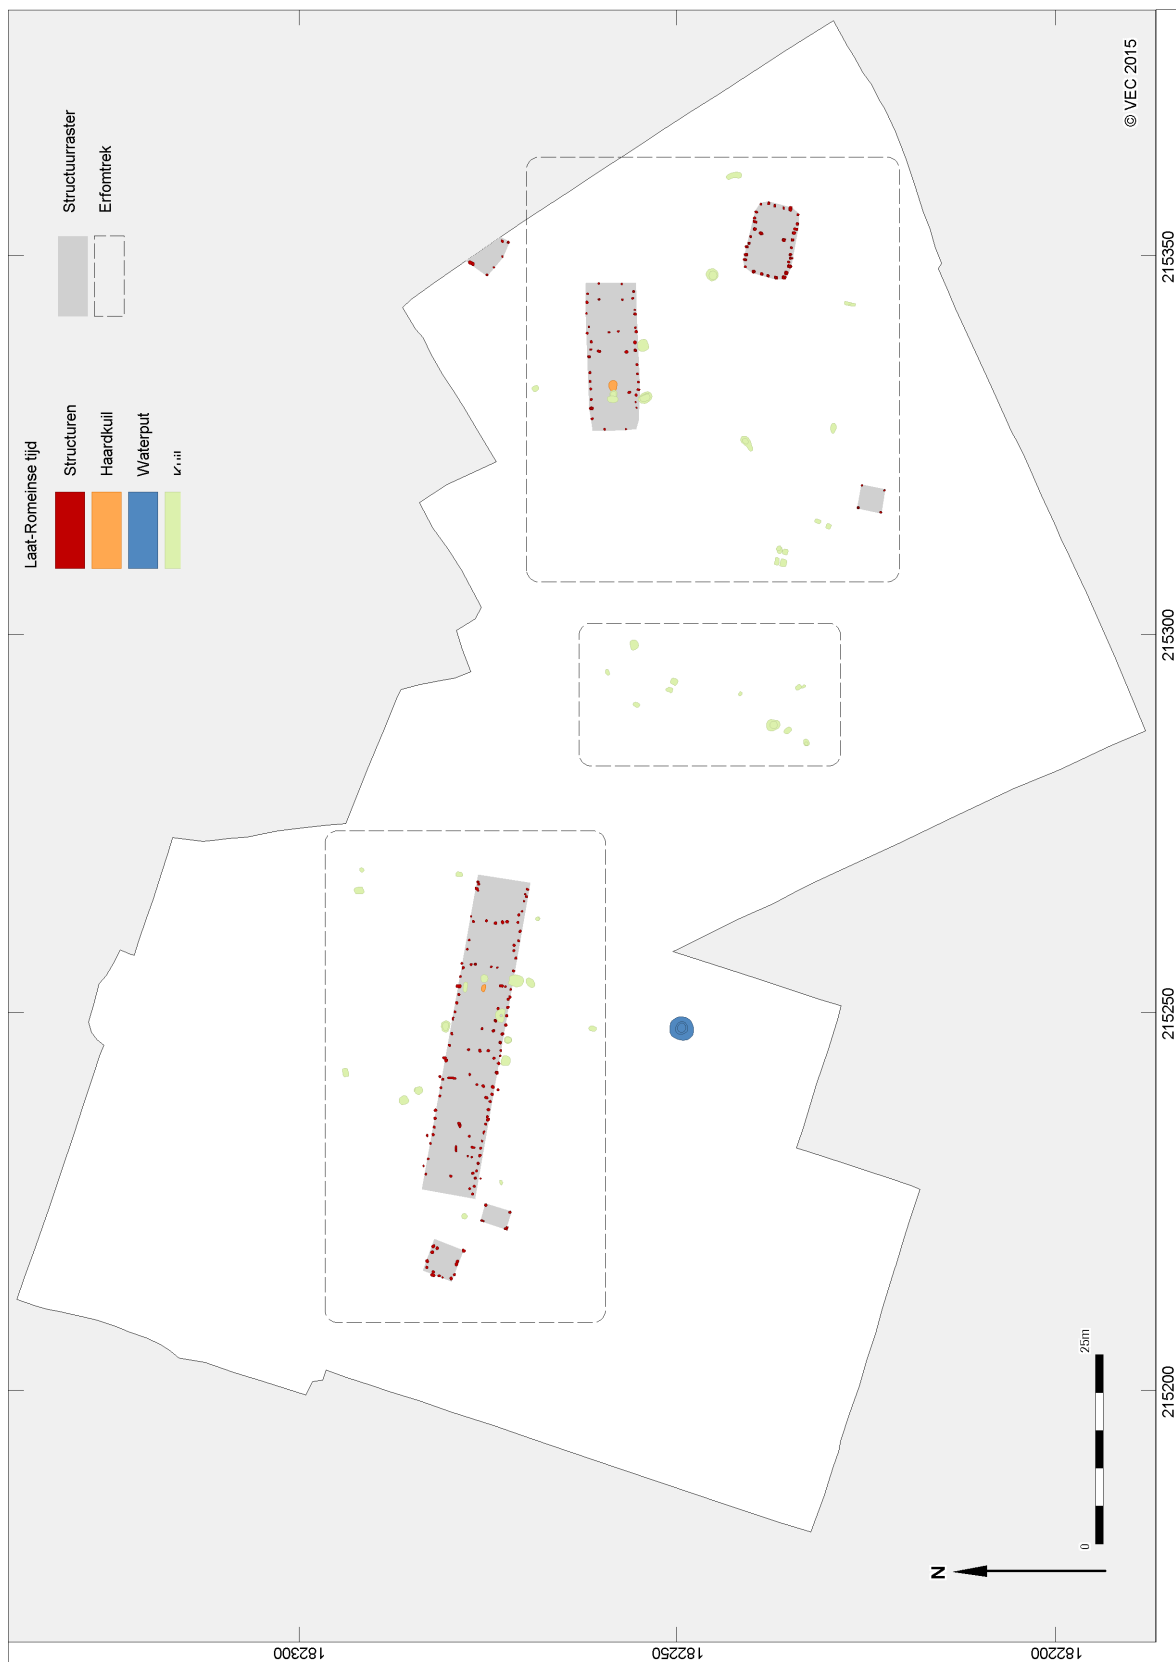 Laat-Romeinse tijd
Structuren
Haardkuil
Waterput
Structuurraster
Erfomtrek
© VEC 2015
215350
215300
215250
215200
182300
182250
182200
0
25m
N